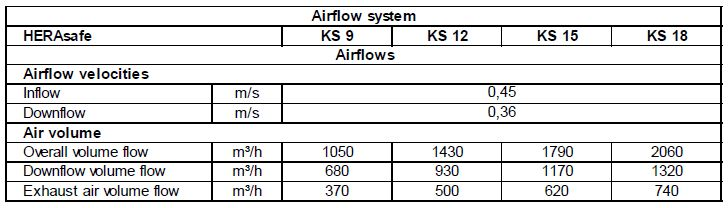 Airflow system
HERAsafe KS 9 KS 12 KS 15 KS 18
Airflows
Airflow velocities
Inflow m/s 0,45
Downflow m/s 0,36
Air volume
Overall volume flow m³/h 1050 1430 1790 2060
Downflow volume flow m³/h 680 930 1170 1320
Exhaust air volume flow m³/h 370 500 620 740